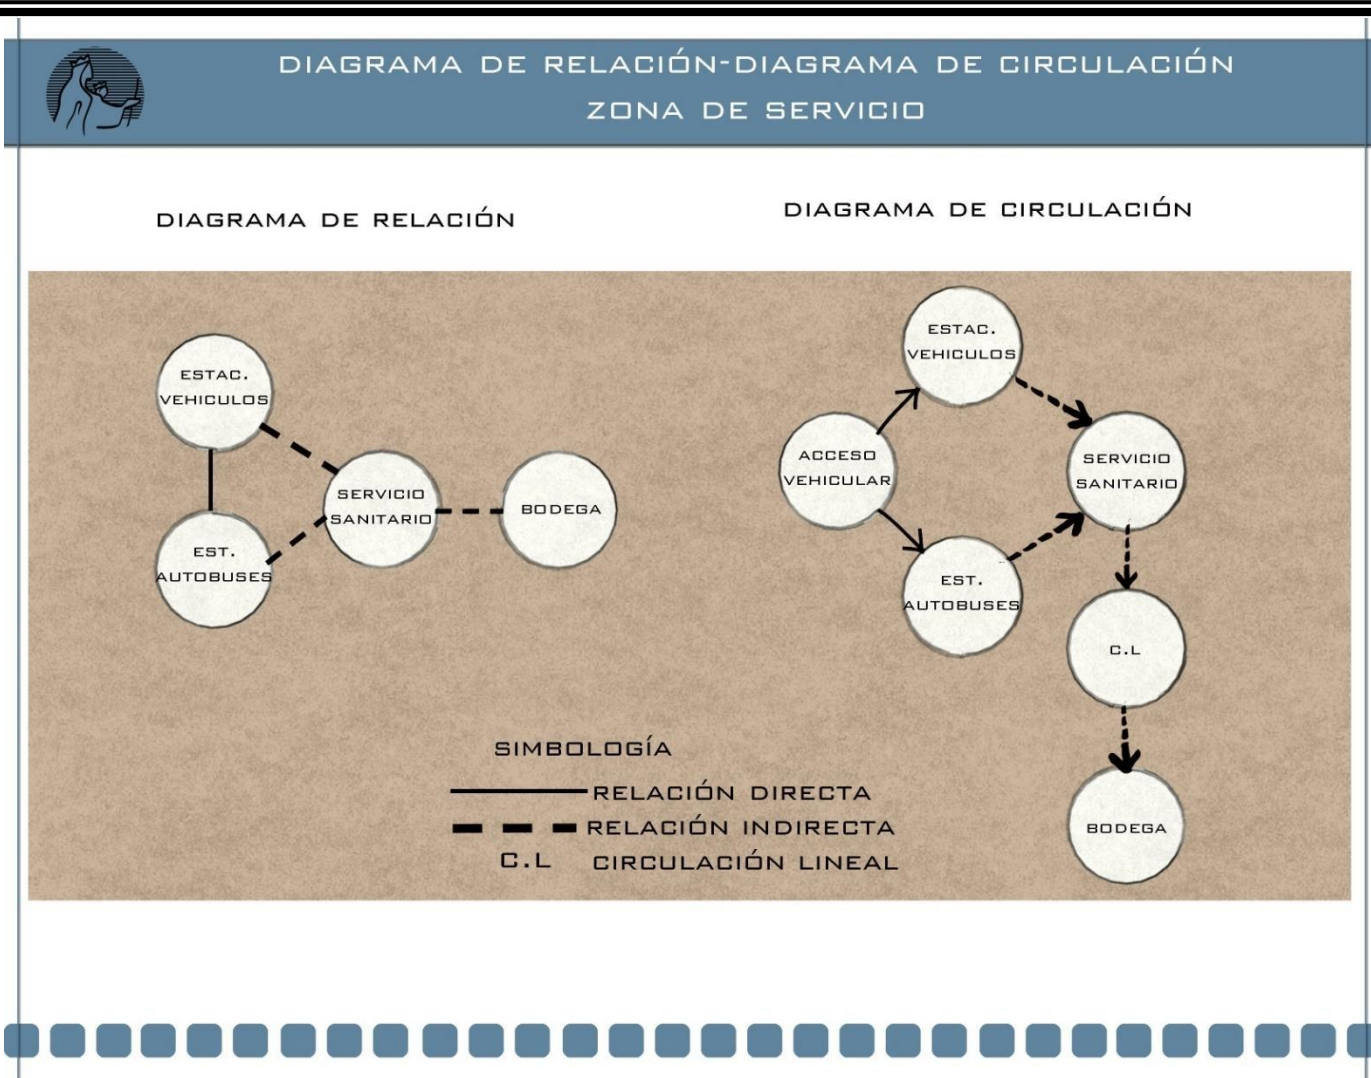 DIAGRAMA DE RELACIÓN-DIAGRAMA DE CIRCULACIÓN
ZONA DE SERVICIO
DIAGRAMA DE RELACIÓN
ESTAC.
VEHICULOS
SERVICIO
SANITARIO
BODEGA
EST.
AUTOBUSES
DIAGRAMA DE CIRCULACIÓN
ESTAC.
VEHICULOS
ACCESO
VEHICULAR
SERVICIO
SANITARIO
EST.
AUTOBUSES
C.L
BODEGA
SIMBOLOGÍA
RELACIÓN DIRECTA
RELACIÓN INDIRECTA
C.L CIRCULACIÓN LINEAL